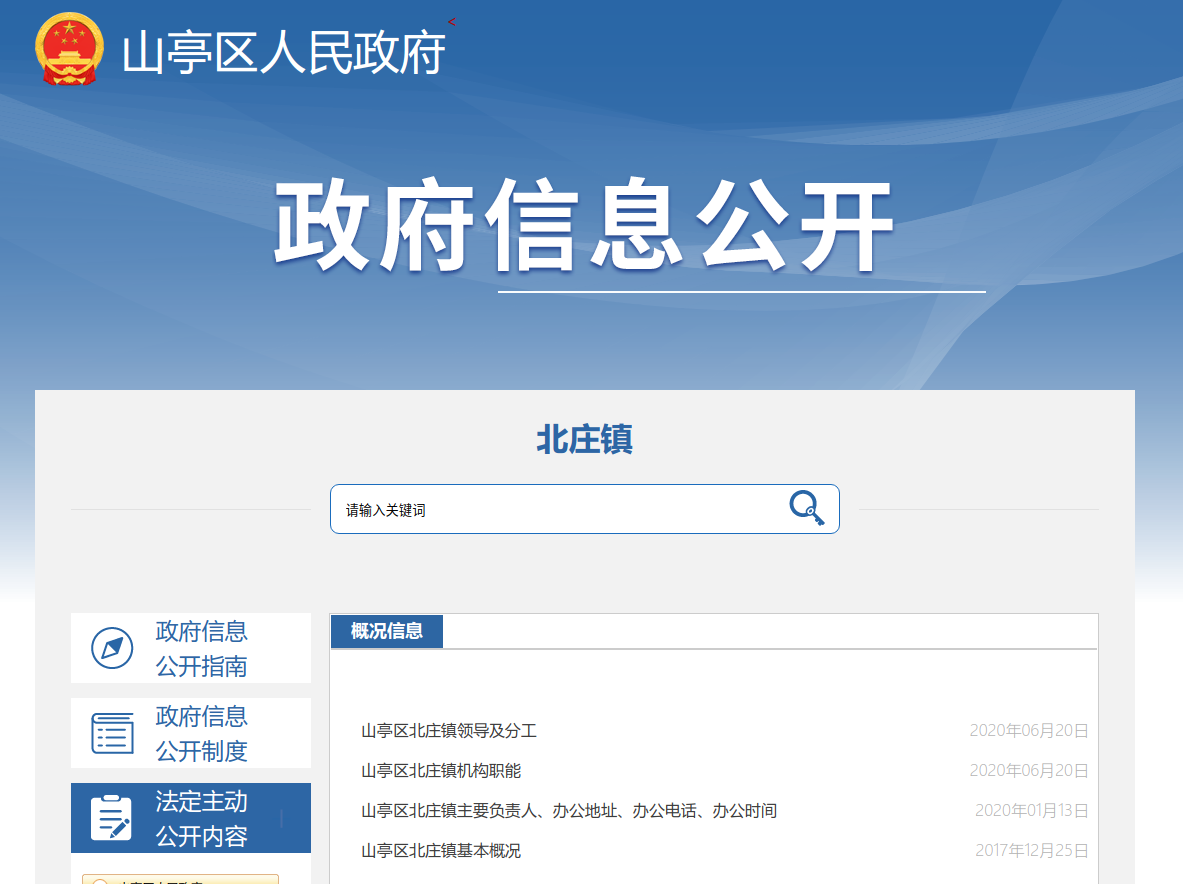 山亭区人民政府
<
政府信息公开
北庄镇
请输入关键词
政府信息
公开指南
政府信息
公开制度
法定主动
公开内容
概况信息
山亭区北庄镇领导及分工 2020年06月20日
山亭区北庄镇机构职能 2020年06月20日
山亭区北庄镇主要负责人、办公地址、办公电话、办公时间 2020年01月13日
山亭区北庄镇基本概况 2017年12月25日